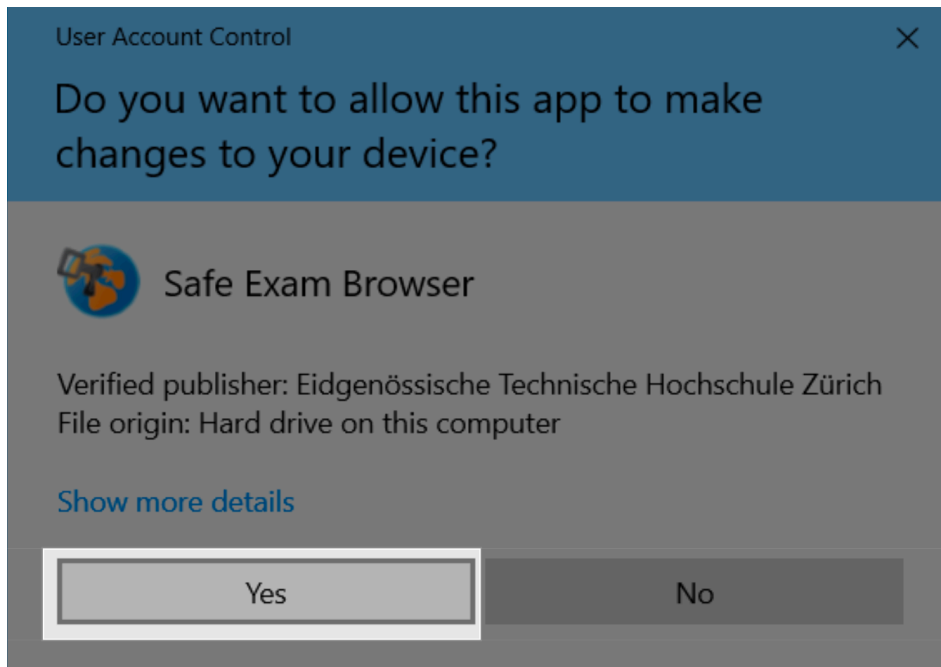 User Account Control
Do you want to allow this app to make
changes to your device?
Safe Exam Browser
Verified publisher: Eidgenössische Technische Hochschule Zürich
File origin: Hard drive on this computer
Show more details
Yes
No